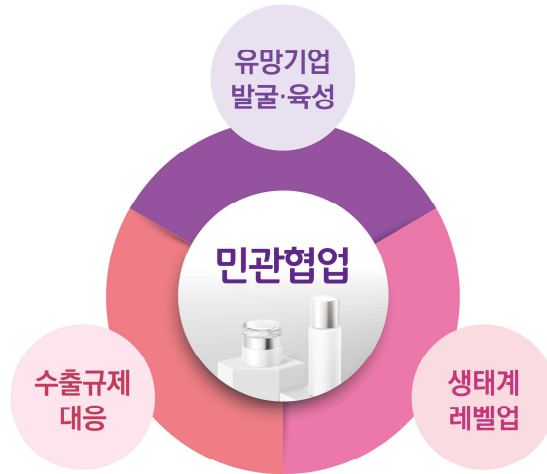 유망기업
발굴·육성
민관협업
수출규제
대응
생태계
레벨업